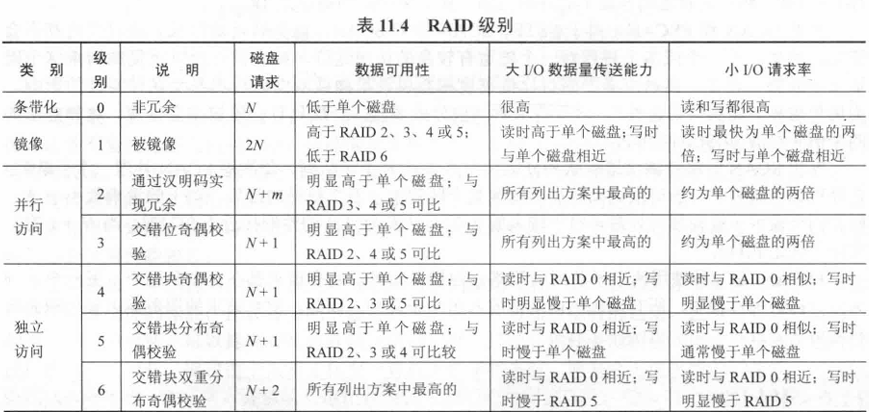 表 11.4 RAID 级别
类 别 级别 说 明 磁盘请求 数据可用性 大 I/O 数据量传送能力 小 I/O 请求率
条带化 0 非冗余 N 低于单个磁盘 很高 读和写都很高
镜像 1 被镜像 2N 高于 RAID 2、3、4 或 5；低于 RAID 6 读时高于单个磁盘；写时与单个磁盘相近 读时最快为单个磁盘的两倍；写时与单个磁盘相近
并行访问 2 通过汉明码实现冗余 N+m 明显高于单个磁盘；与 RAID 3、4 或 5 可比 所有列出方案中最高的 约为单个磁盘的两倍
3 交错位奇偶校验 N+1 明显高于单个磁盘；与 RAID 2、4 或 5 可比 所有列出方案中最高的 约为单个磁盘的两倍
独立访问 4 交错块奇偶校验 N+1 明显高于单个磁盘；与 RAID 2、3 或 5 可比 读时与 RAID 0 相近；写时明显慢于单个磁盘 读时与 RAID 0 相似；写时明显慢于单个磁盘
5 交错块分布奇偶校验 N+1 明显高于单个磁盘；与 RAID 2、3 或 4 可比较 读时与 RAID 0 相近；写时慢于单个磁盘 读时与 RAID 0 相似；写时通常慢于单个磁盘
6 交错块双重分布奇偶校验 N+2 所有列出方案中最高的 读时与 RAID 0 相近；写时慢于 RAID 5 读时与 RAID 0 相近；写时明显慢于 RAID 5